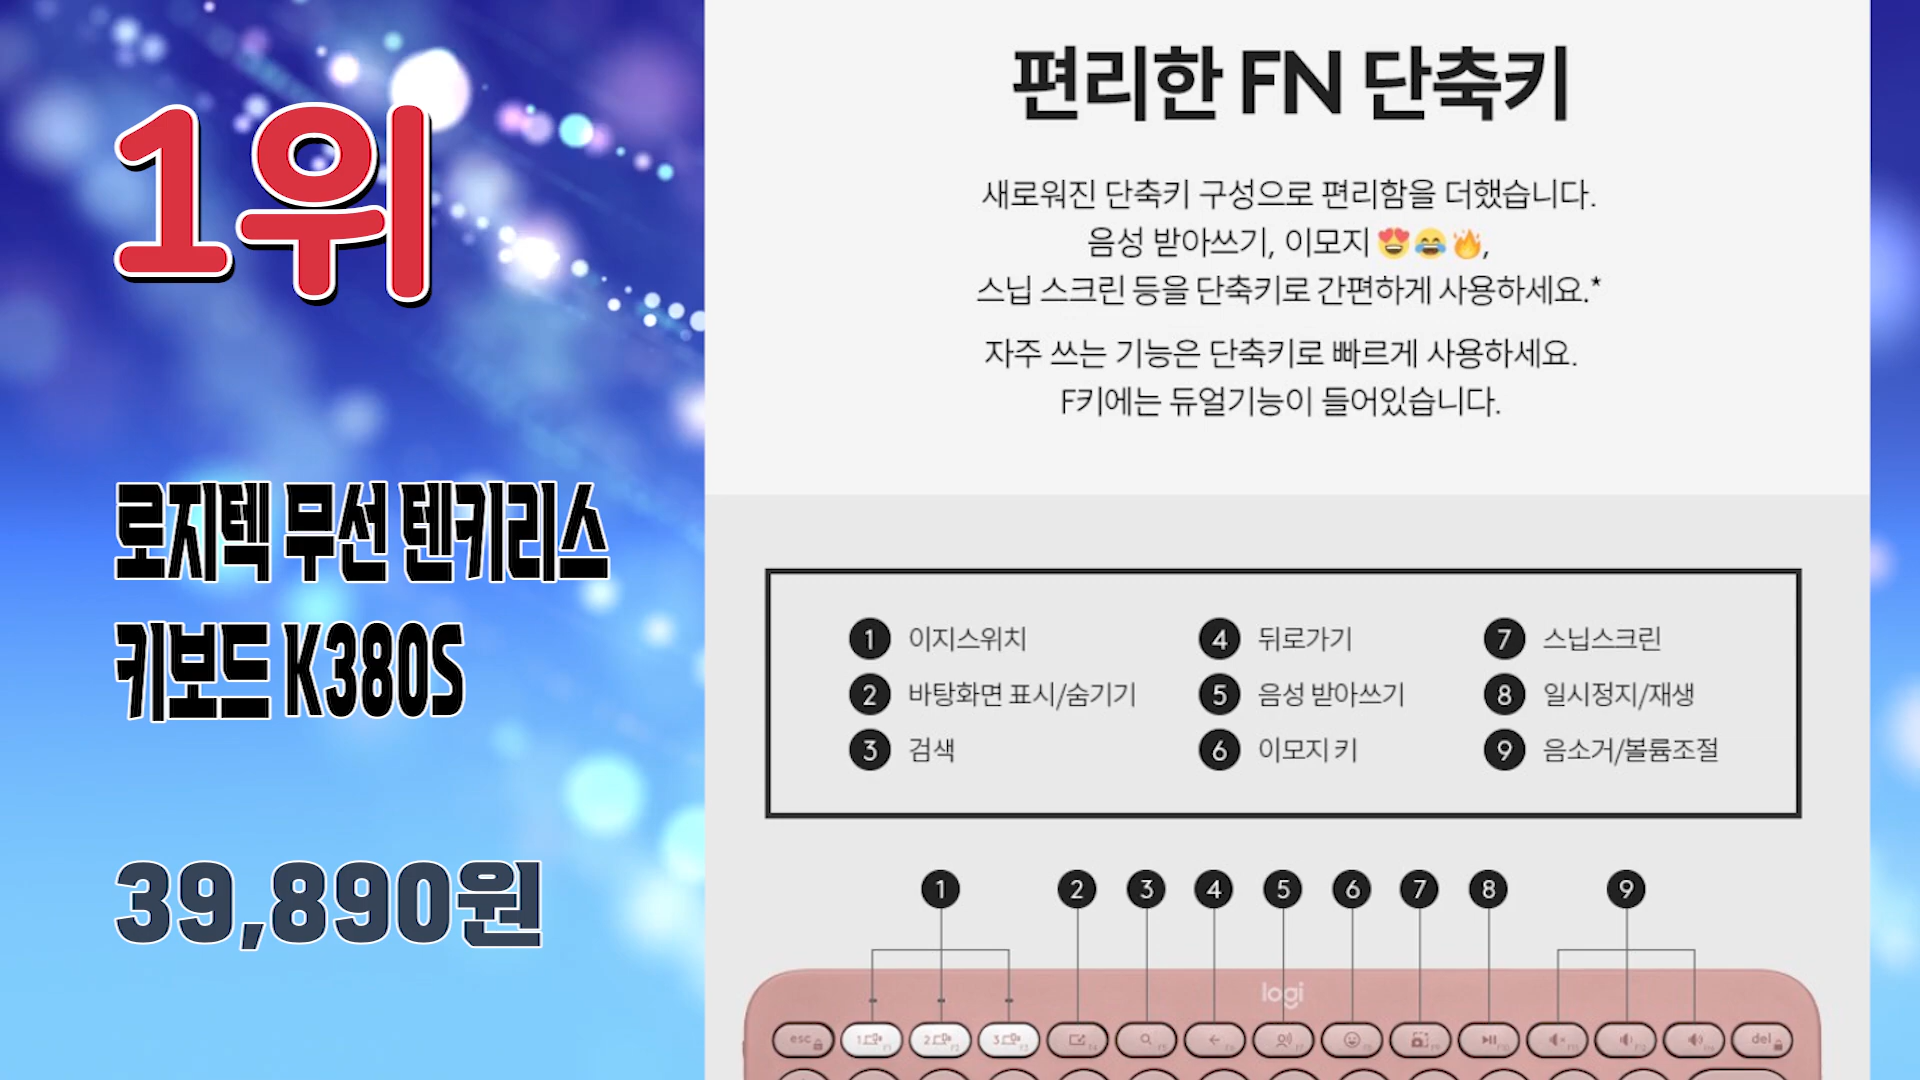 1위
로지텍 무선 텐키리스
키보드 K380S
39,890원
편리한 FN 단축키
새로워진 단축키 구성으로 편리함을 더했습니다.
음성 받아쓰기, 이모지 😍😂🔥,
스닙 스크린 등을 단축키로 간편하게 사용하세요.*
자주 쓰는 기능은 단축키로 빠르게 사용하세요.
F키에는 듀얼기능이 들어있습니다.
1 이지스위치
2 바탕화면 표시/숨기기
3 검색
4 뒤로가기
5 음성 받아쓰기
6 이모지 키
7 스닙스크린
8 일시정지/재생
9 음소거/볼륨조절
1 2 3 4 5 6 7 8 9
logi
esc 1 F1 2 F2 3 F3 del